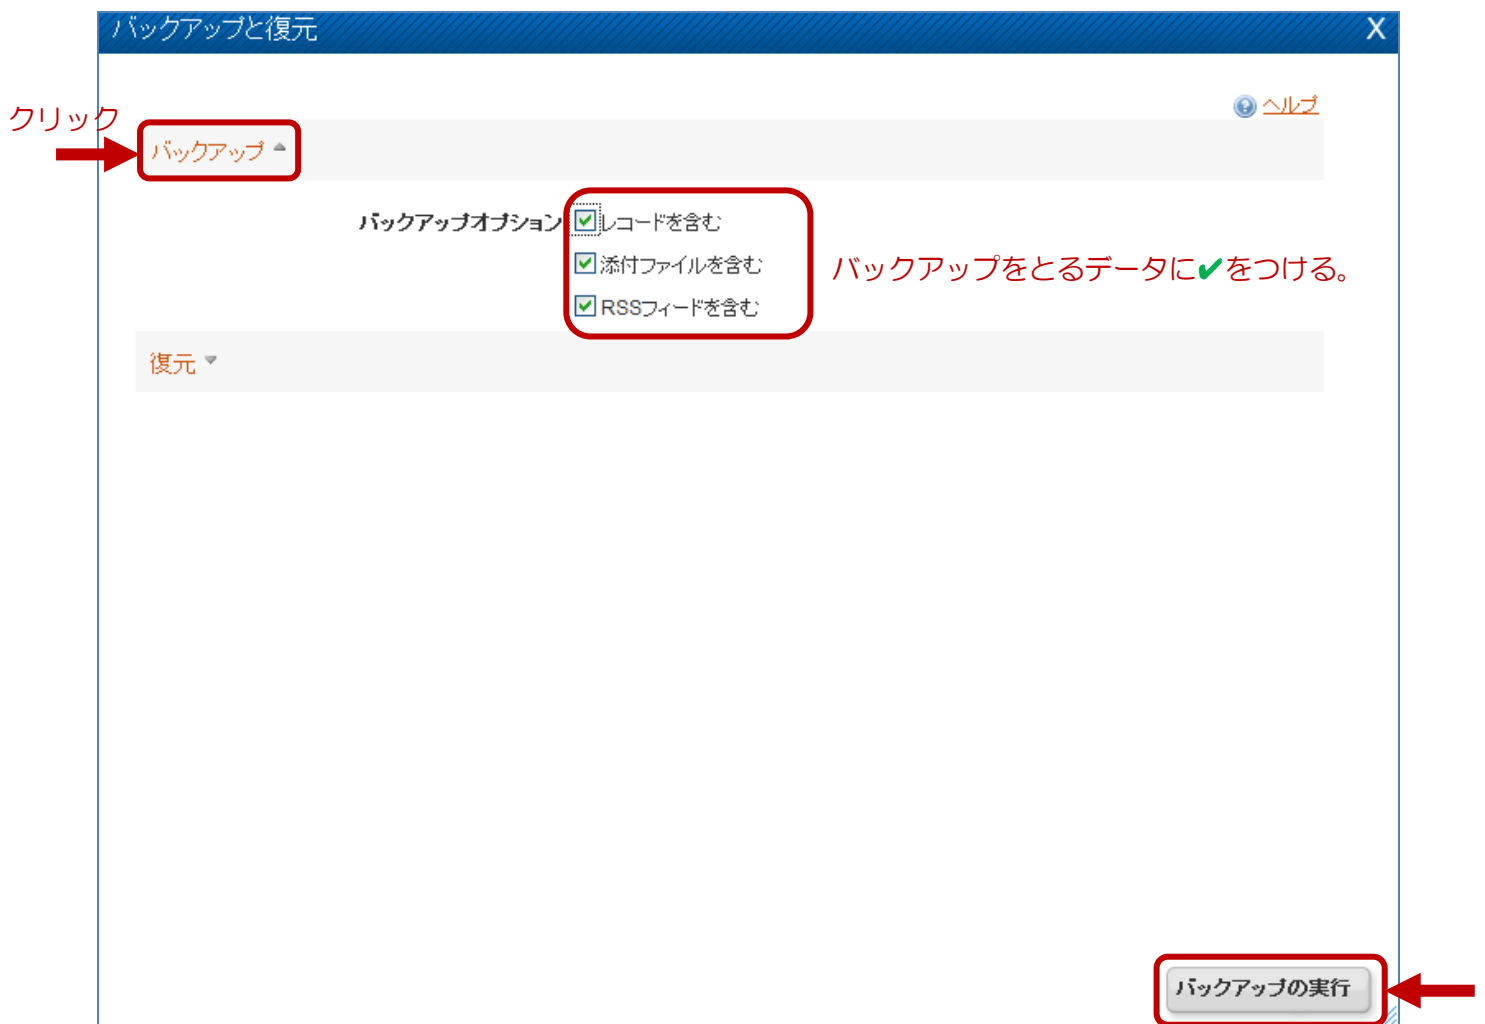 バックアップと復元 X
ヘルプ
クリック
バックアップ
バックアップオプション レコードを含む
添付ファイルを含む
バックアップをとるデータに✔をつける。
RSSフィードを含む
復元
バックアップの実行